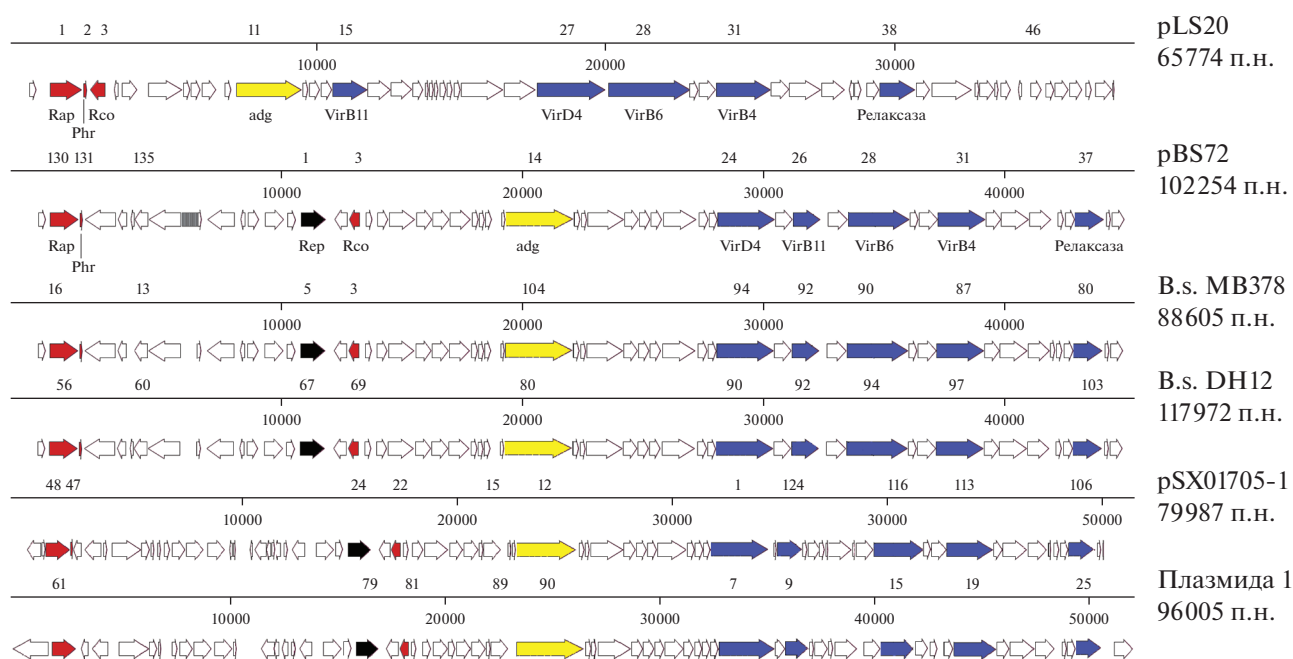 1 2 3 11 15 27 28 31 38 46
pLS20
65774 п.н.
10000 20000 30000
Rap Phr Rco adg VirB11 VirD4 VirB6 VirB4 Релаксаза
130 131 135 1 3 14 24 26 28 31 37
pBS72
102254 п.н.
10000 20000 30000 40000
Rap Phr Rep Rco adg VirD4 VirB11 VirB6 VirB4 Релаксаза
16 13 5 3 104 94 92 90 87 80
B.s. MB378
88605 п.н.
10000 20000 30000 40000
56 60 67 69 80 90 92 94 97 103
B.s. DH12
117972 п.н.
10000 20000 30000 40000
48 47 24 22 15 12 1 124 116 113 106
pSX01705-1
79987 п.н.
10000 20000 30000 30000 50000
61 79 81 89 90 7 9 15 19 25
Плазмида 1
96005 п.н.
10000 20000 30000 40000 50000